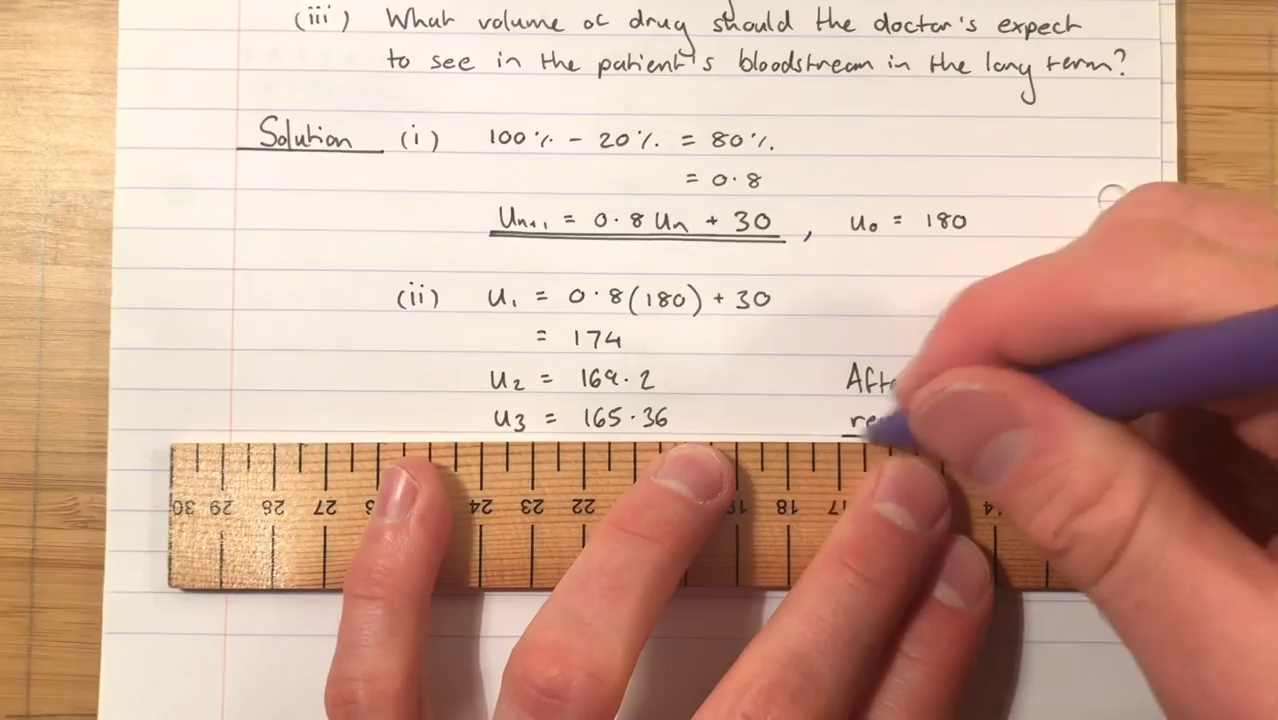 (iii) What volume of drug should the doctor's expect
to see in the patient's bloodstream in the long term?
Solution (i) 100% - 20% = 80%.
= 0.8
Un+1 = 0.8 Un + 30 , u0 = 180
(ii) u1 = 0.8(180) + 30
= 174
u2 = 169.2
u3 = 165.36
30 29 28 27 24 23 22 19 18 17 14